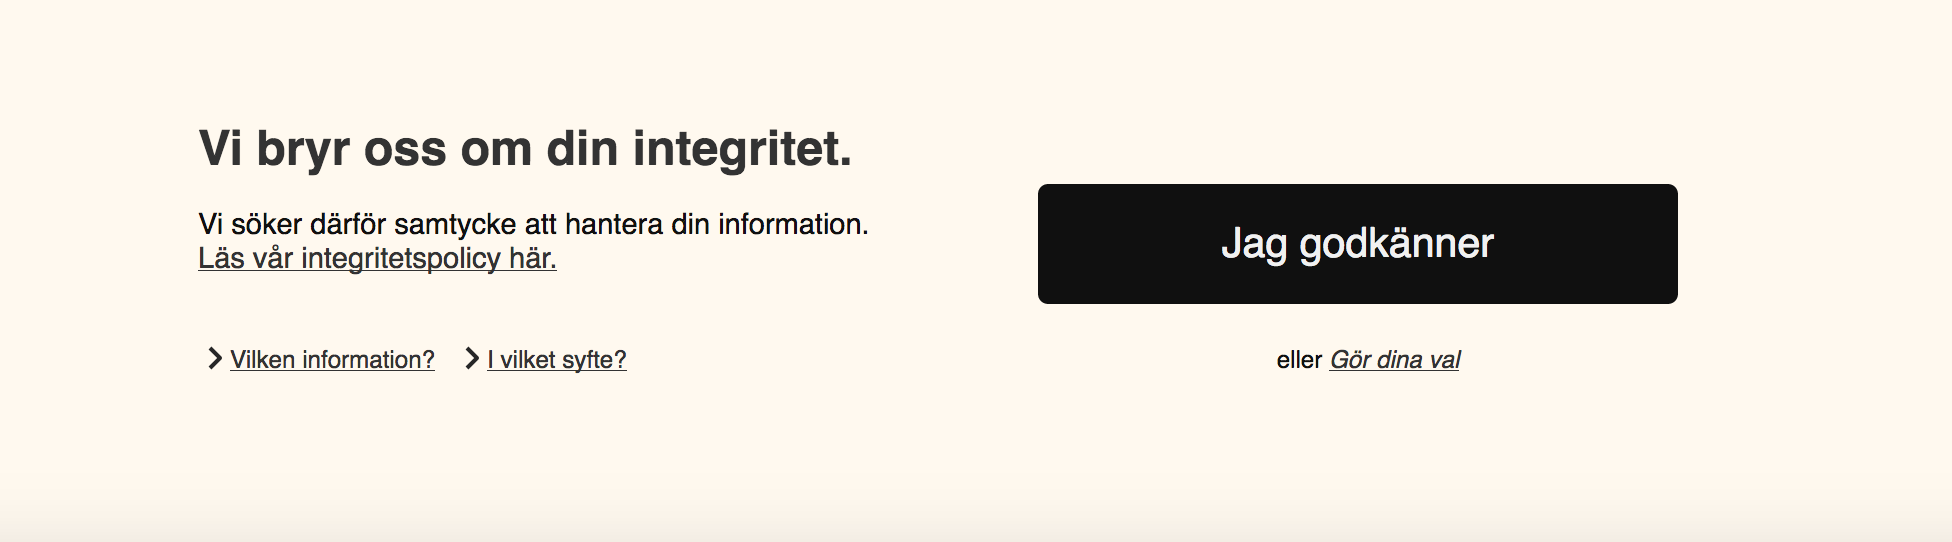 Vi bryr oss om din integritet.
Vi söker därför samtycke att hantera din information.
Läs vår integritetspolicy här.
Vilken information? I vilket syfte?
Jag godkänner
eller Gör dina val